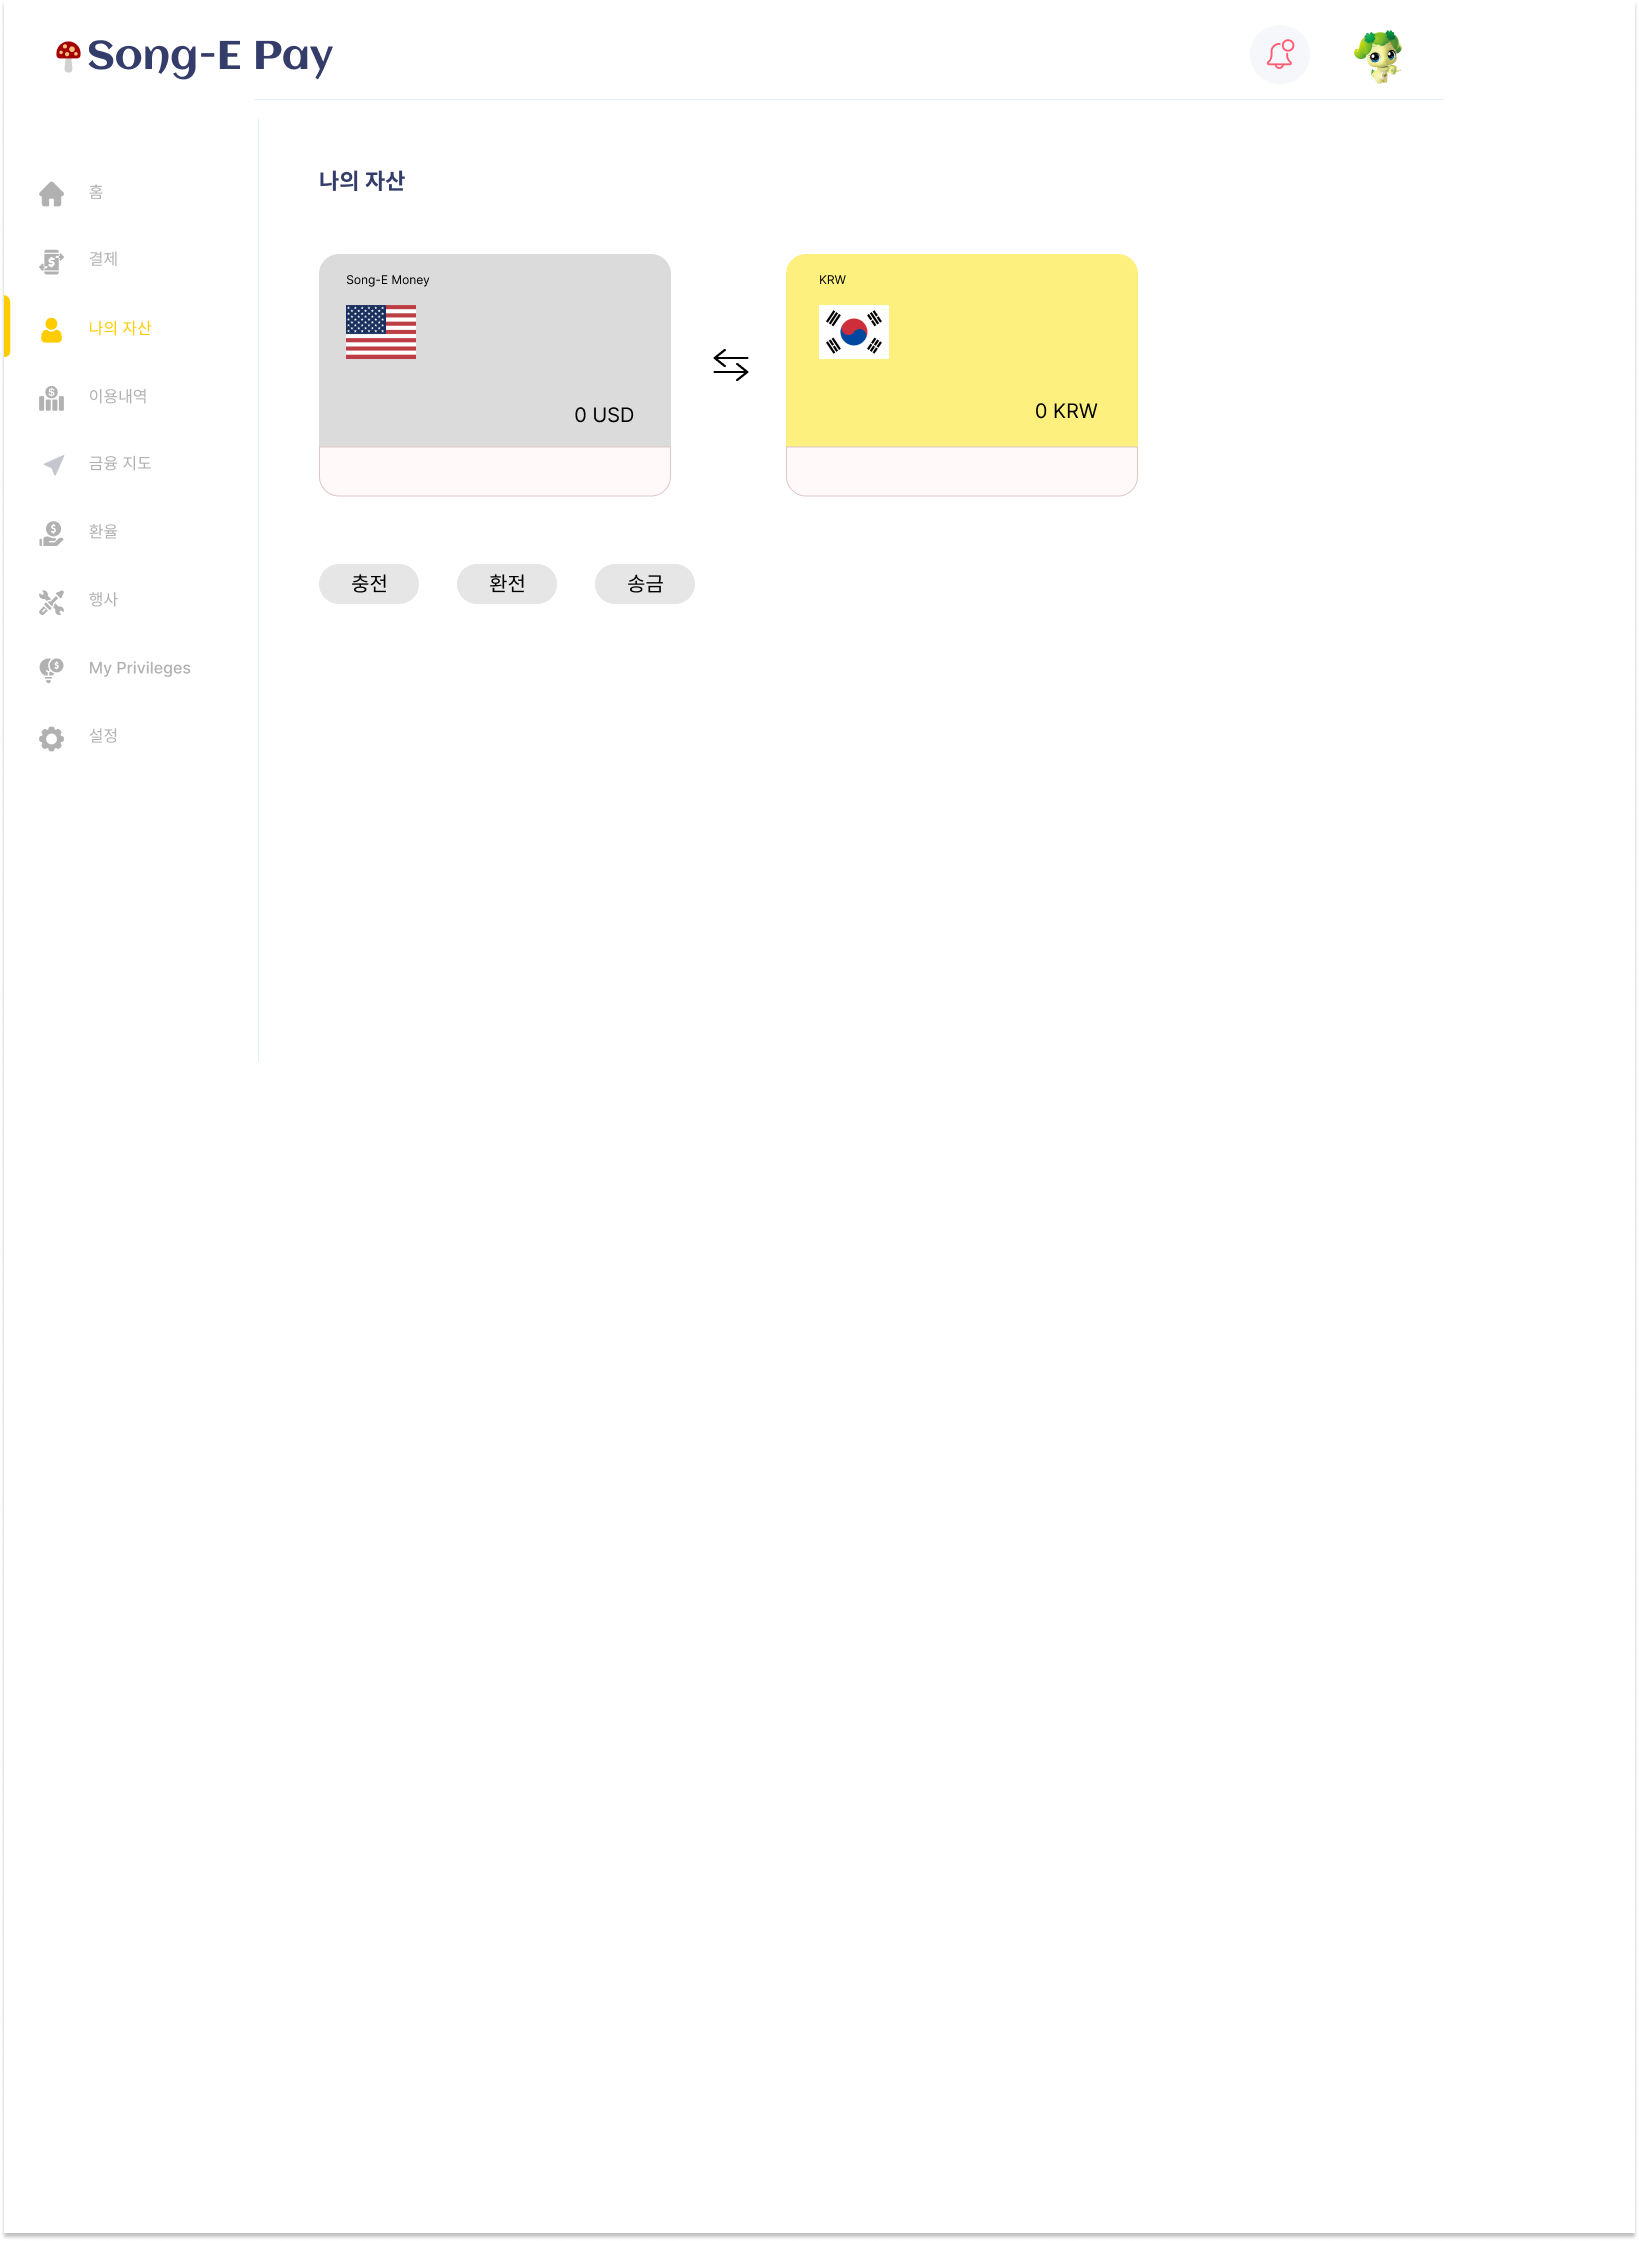 Song-E Pay
홈
결제
나의 자산
이용내역
금융 지도
환율
행사
My Privileges
설정
나의 자산
Song-E Money
0 USD
KRW
0 KRW
충전
환전
송금